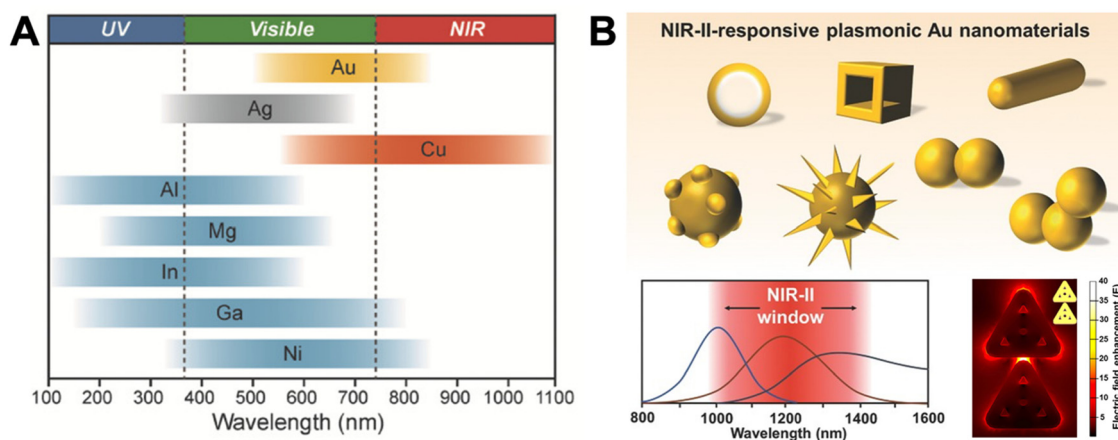 A
UV Visible NIR
Au
Ag
Cu
Al
Mg
In
Ga
Ni
100 200 300 400 500 600 700 800 900 1000 1100
Wavelength (nm)
B
NIR-II-responsive plasmonic Au nanomaterials
NIR-II
window
800 1000 1200 1400 1600
Wavelength (nm)
40
35
30
25
20
15
10
5
Electric field enhancement (E)